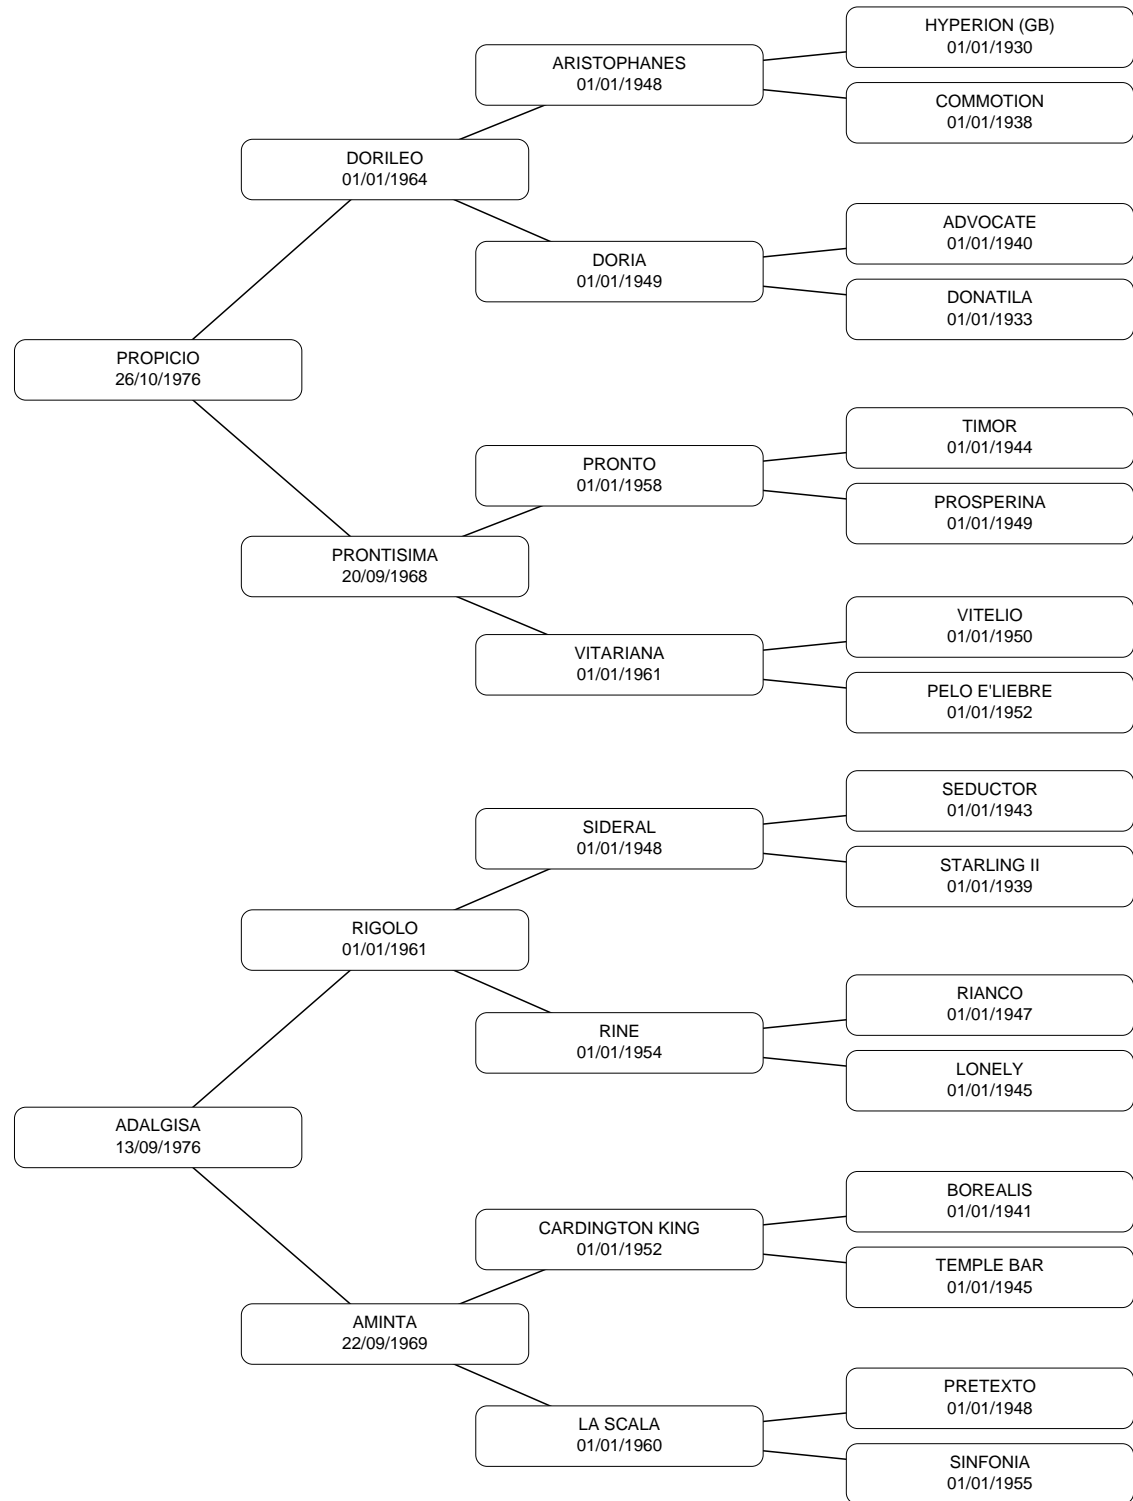 HYPERION (GB)
01/01/1930
ARISTOPHANES
01/01/1948
COMMOTION
01/01/1938
DORILEO
01/01/1964
ADVOCATE
01/01/1940
DORIA
01/01/1949
DONATILA
01/01/1933
PROPICIO
26/10/1976
TIMOR
01/01/1944
PRONTO
01/01/1958
PROSPERINA
01/01/1949
PRONTISIMA
20/09/1968
VITELIO
01/01/1950
VITARIANA
01/01/1961
PELO E'LIEBRE
01/01/1952
SEDUCTOR
01/01/1943
SIDERAL
01/01/1948
STARLING II
01/01/1939
RIGOLO
01/01/1961
RIANCO
01/01/1947
RINE
01/01/1954
LONELY
01/01/1945
ADALGISA
13/09/1976
BOREALIS
01/01/1941
CARDINGTON KING
01/01/1952
TEMPLE BAR
01/01/1945
AMINTA
22/09/1969
PRETEXTO
01/01/1948
LA SCALA
01/01/1960
SINFONIA
01/01/1955